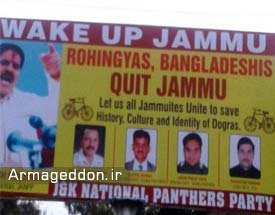 WAKE UP JAMMU
ROHINGYAS, BANGLADESHIS
QUIT JAMMU
Let us all Jammuites Unite to save
History, Culture and Identity of Dogras.
Armageddon.ir
J&K NATIONAL PANTHERS PARTY